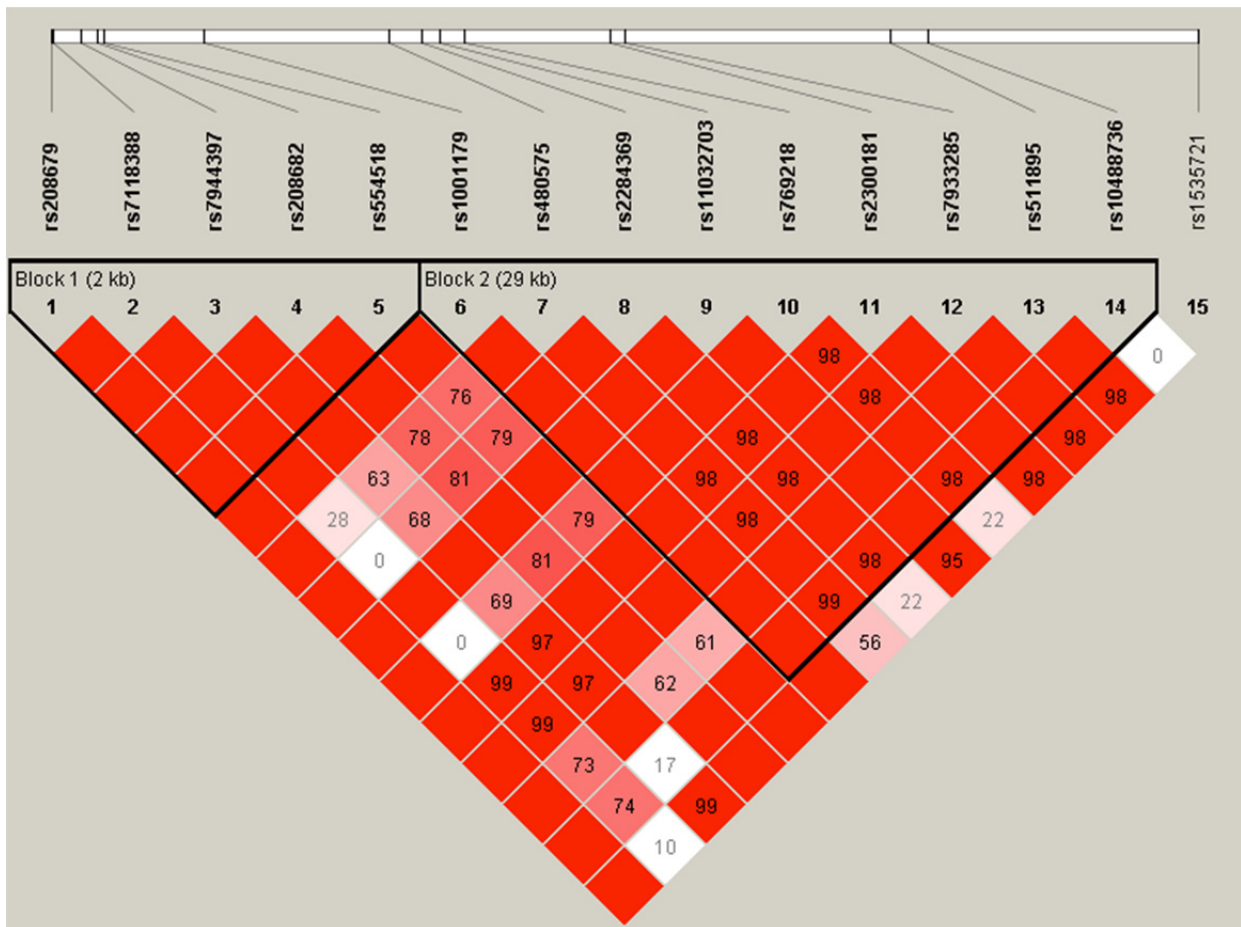 rs208679
rs7118388
rs7944397
rs208682
rs554518
rs1001179
rs480575
rs2284369
rs11032703
rs769218
rs2300181
rs7933285
rs511895
rs10488736
rs1535721
Block 1 (2 kb) Block 2 (29 kb)
1 2 3 4 5 6 7 8 9 10 11 12 13 14 15
98 0
76 98 98
78 79 98 98
63 81 98 98 98 98
28 68 79 98 22
0 81 98 95
69 99 22
0 97 61 56
99 97 62
99
73 17
74 99
10